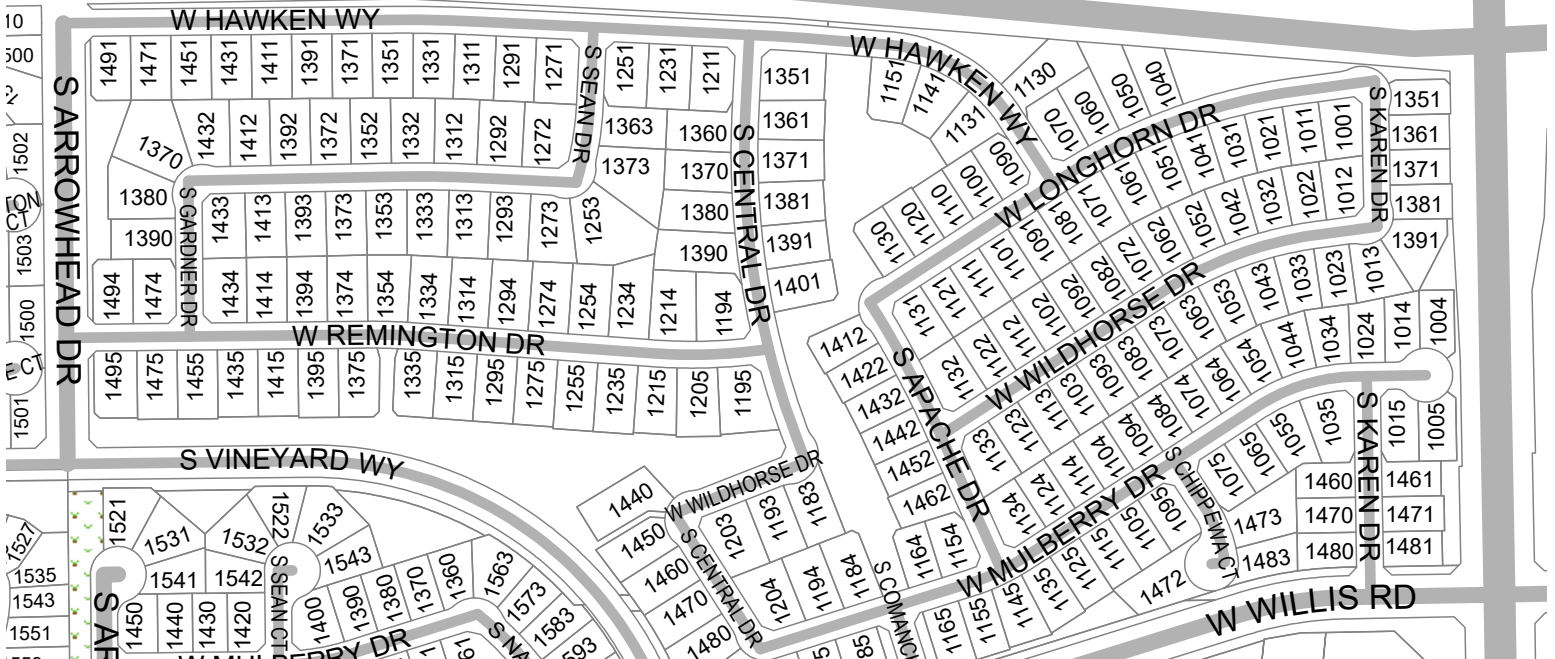 W HAWKEN WY
10
500
1491 1471 1451 1431 1411 1391 1371 1351 1331 1311 1291 1271
S SEAN DR
1251 1231 1211
1351
W HAWKEN WY
1151 1141 1131
1130
1070 1060 1050 1040
S ARROWHEAD DR
1502
1370
1432 1412 1392 1372 1352 1332 1312 1292 1272
1363
1373
1360
1370
1380
1390
S CENTRAL DR
1361
1371
1381
1391
1401
1130 1120 1110 1100 1090
W LONGHORN DR
S KAREN DR
1351
1361
1371
1381
1391
1131 1121 1111 1101 1091 1081 1071 1061 1051 1041 1031 1021 1011 1001
1132 1122 1112 1102 1092 1082 1072 1062 1052 1042 1032 1022 1012
TON
CT
1503
1380
1390
S GARDNER DR
1433 1413 1393 1373 1353 1333 1313 1293 1273 1253
1494 1474
1434 1414 1394 1374 1354 1334 1314 1294 1274 1254 1234 1214 1194
1500
W REMINGTON DR
E CT
1501
1495 1475 1455 1435 1415 1395 1375 1335 1315 1295 1275 1255 1235 1215 1205 1195
1412
1422
1432
1442
1452
1462
S APACHE DR
W WILDHORSE DR
1133 1123 1113 1103 1093 1083 1073 1063 1053 1043 1033 1023 1013
1134 1124 1114 1104 1094 1084 1074 1064 1054 1044 1034 1024 1014 1004
S VINEYARD WY
W WILDHORSE DR
1440
1450
1460
1470
1480
S CENTRAL DR
1203 1193 1183
1204 1194 1184
S COMANCH
1164 1154
W MULBERRY DR
1165 1155 1145 1135 1125 1115 1105 1095
S CHIPPEWA CT
1075 1065 1055 1035
1015 1005
S KAREN DR
1460
1470
1480
1461
1471
1481
1473
1483
1472
W WILLIS RD
1527
1535
1543
1551
1521
1531
1541
1532
1542
1522
1533
1543
S SEAN CT
S AR
1450 1440 1430 1420
1400 1390 1380 1370 1360
1563
1573
1583
593
S NA
W MULBERRY DR
61
85